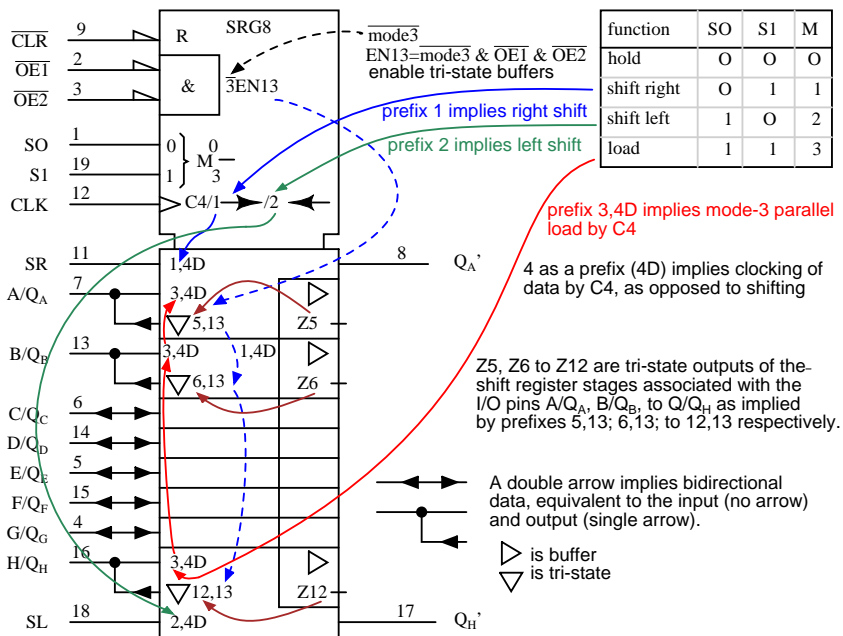 9 R SRG8
CLR
2
OE1
3
OE2
& 3EN13
mode3
EN13=mode3 & OE1 & OE2
enable tri-state buffers
function SO S1 M
hold O O O
shift right O 1 1
shift left 1 O 2
load 1 1 3
prefix 1 implies right shift
prefix 2 implies left shift
1
SO 0 0
M
19
S1 1 3
12
CLK C4/1 /2
prefix 3,4D implies mode-3 parallel
load by C4
11
SR 1,4D
8 QA’
4 as a prefix (4D) implies clocking of
data by C4, as opposed to shifting
7
A/QA 3,4D
5,13 Z5
13
B/QB 3,4D 1,4D
6,13 Z6
Z5, Z6 to Z12 are tri-state outputs of the
shift register stages associated with the
I/O pins A/QA, B/QB, to Q/QH as implied
by prefixes 5,13; 6,13; to 12,13 respectively.
6
C/QC
14
D/QD
5
E/QE
15
F/QF
4
G/QG
16
H/QH 3,4D
12,13 Z12
A double arrow implies bidirectional
data, equivalent to the input (no arrow)
and output (single arrow).
is buffer
is tri-state
18
SL 2,4D
17 QH’